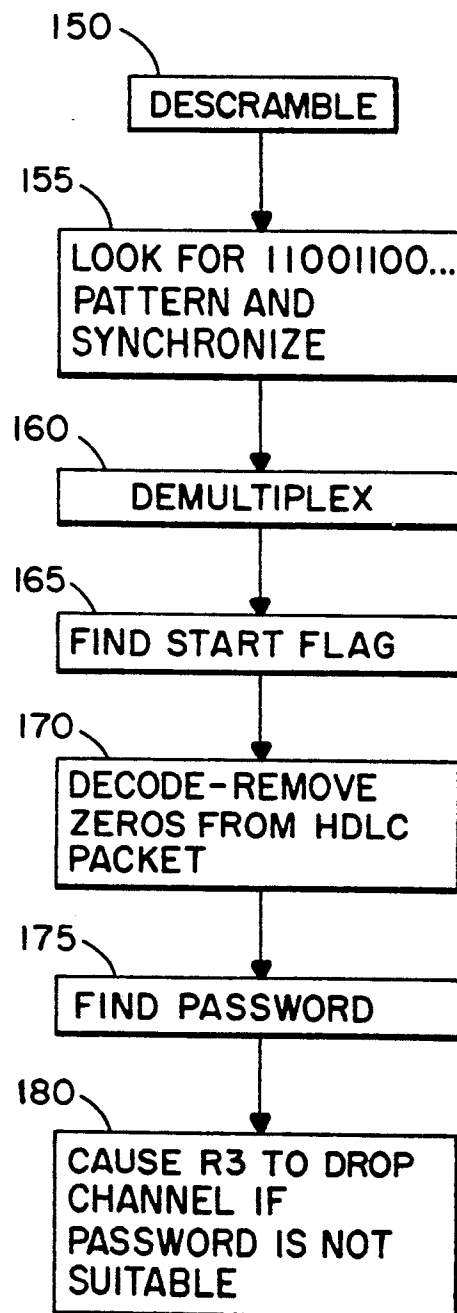 150
DESCRAMBLE
155
LOOK FOR 11001100...
PATTERN AND
SYNCHRONIZE
160
DEMULTIPLEX
165
FIND START FLAG
170
DECODE-REMOVE
ZEROS FROM HDLC
PACKET
175
FIND PASSWORD
180
CAUSE R3 TO DROP
CHANNEL IF
PASSWORD IS NOT
SUITABLE